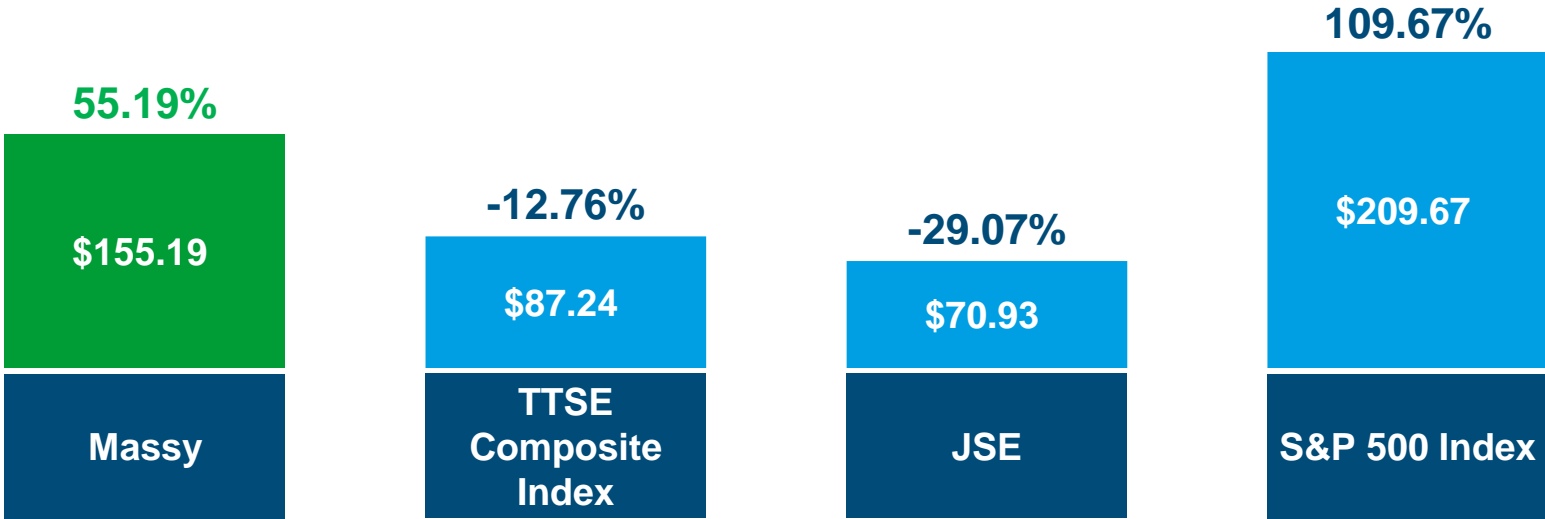 55.19%
$155.19
Massy
-12.76%
$87.24
TTSE
Composite
Index
-29.07%
$70.93
JSE
109.67%
$209.67
S&P 500 Index